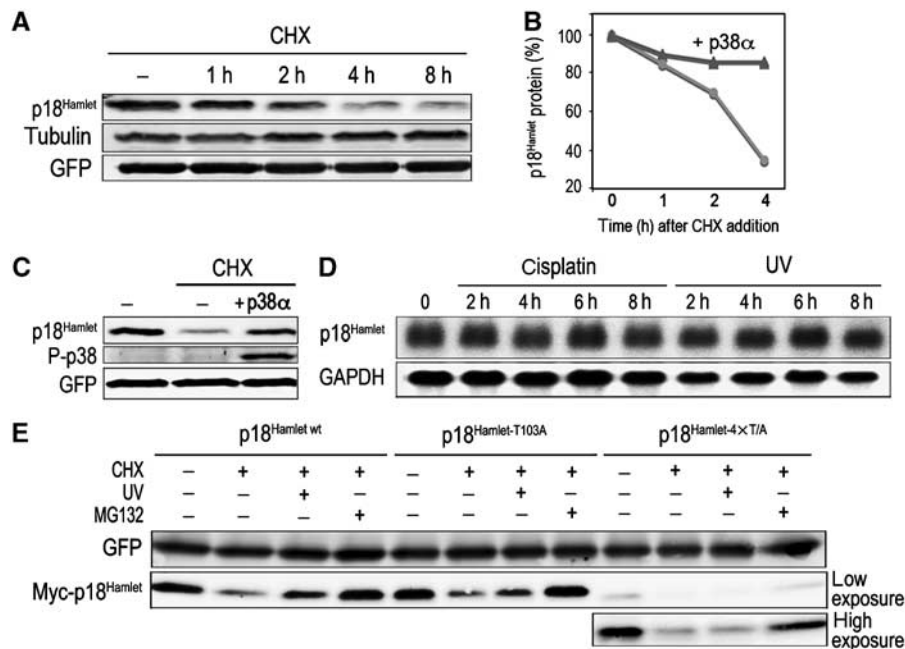 A
CHX
– 1 h 2 h 4 h 8 h
p18Hamlet
Tubulin
GFP
B
p18Hamlet protein (%)
100
80
60
40
20
+ p38α
0 1 2 4
Time (h) after CHX addition
C
CHX
– – +p38α
p18Hamlet
P-p38
GFP
D
Cisplatin UV
0 2 h 4 h 6 h 8 h 2 h 4 h 6 h 8 h
p18Hamlet
GAPDH
E
p18Hamlet wt p18Hamlet-T103A p18Hamlet-4×T/A
CHX – + + + – + + + – + + +
UV – – + – – – + – – – + –
MG132 – – – + – – – + – – – +
GFP
Myc-p18Hamlet
Low exposure
High exposure